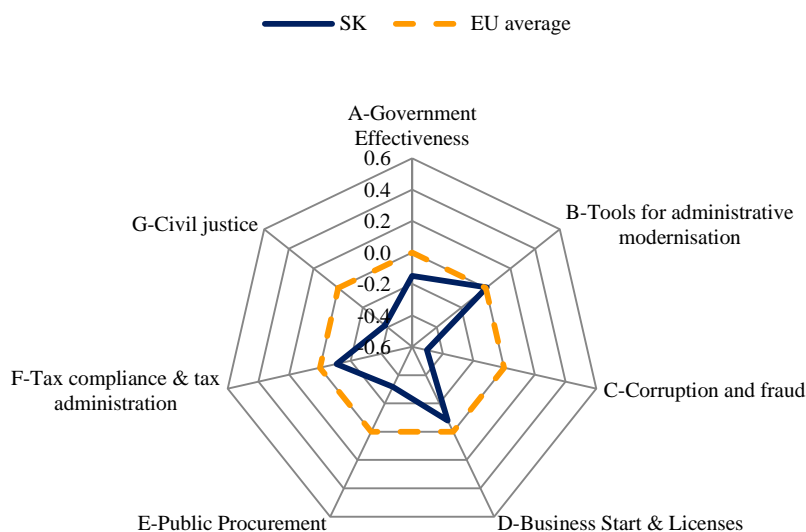 SK
EU average
A-Government
Effectiveness
0.6
0.4
0.2
0.0
-0.2
-0.4
-0.6
B-Tools for administrative
modernisation
C-Corruption and fraud
D-Business Start & Licenses
E-Public Procurement
F-Tax compliance & tax
administration
G-Civil justice